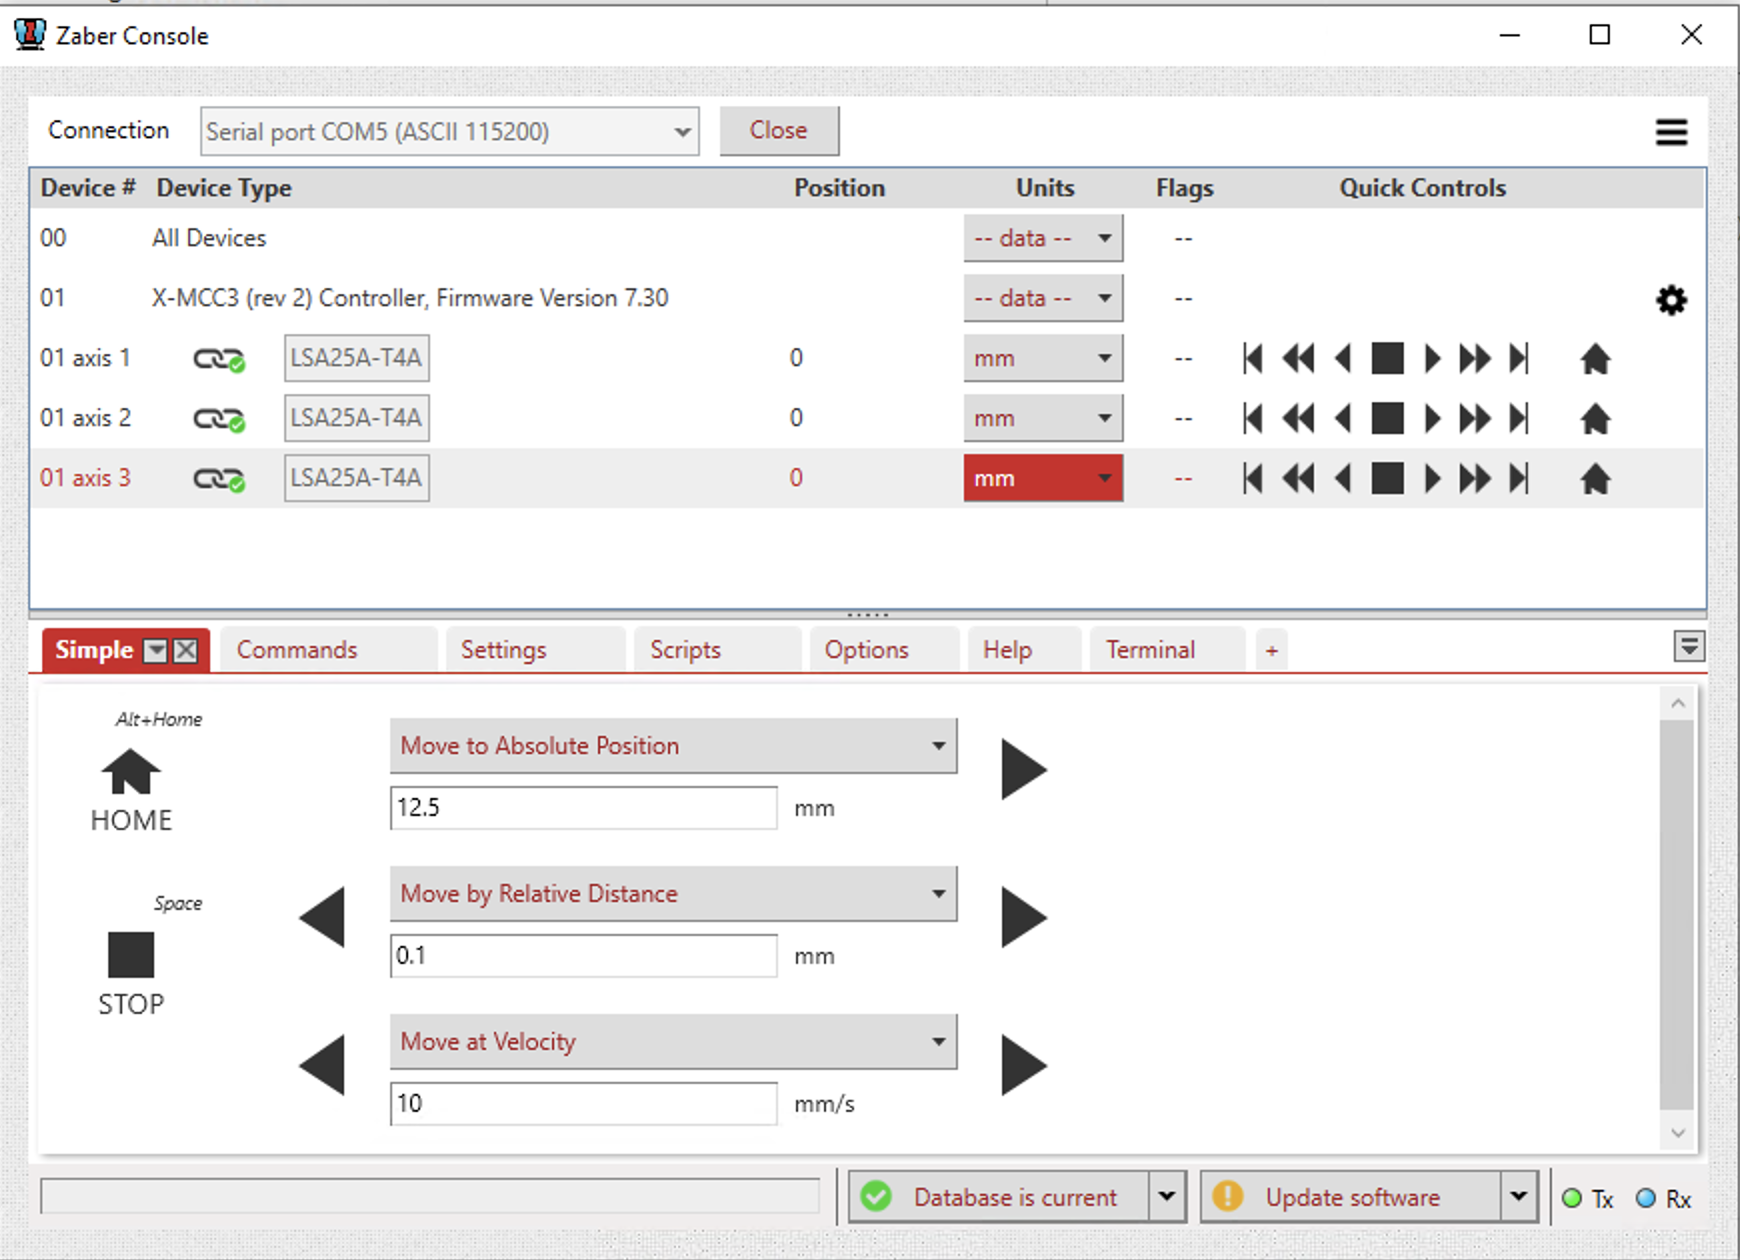 Zaber Console
Connection Serial port COM5 (ASCII 115200) Close
Device # Device Type Position Units Flags Quick Controls
00 All Devices -- data -- --
01 X-MCC3 (rev 2) Controller, Firmware Version 7.30 -- data -- --
01 axis 1 LSA25A-T4A 0 mm --
01 axis 2 LSA25A-T4A 0 mm --
01 axis 3 LSA25A-T4A 0 mm --
Simple Commands Settings Scripts Options Help Terminal +
Alt+Home
HOME
Move to Absolute Position
12.5 mm
Space
STOP
Move by Relative Distance
0.1 mm
Move at Velocity
10 mm/s
Database is current Update software Tx Rx